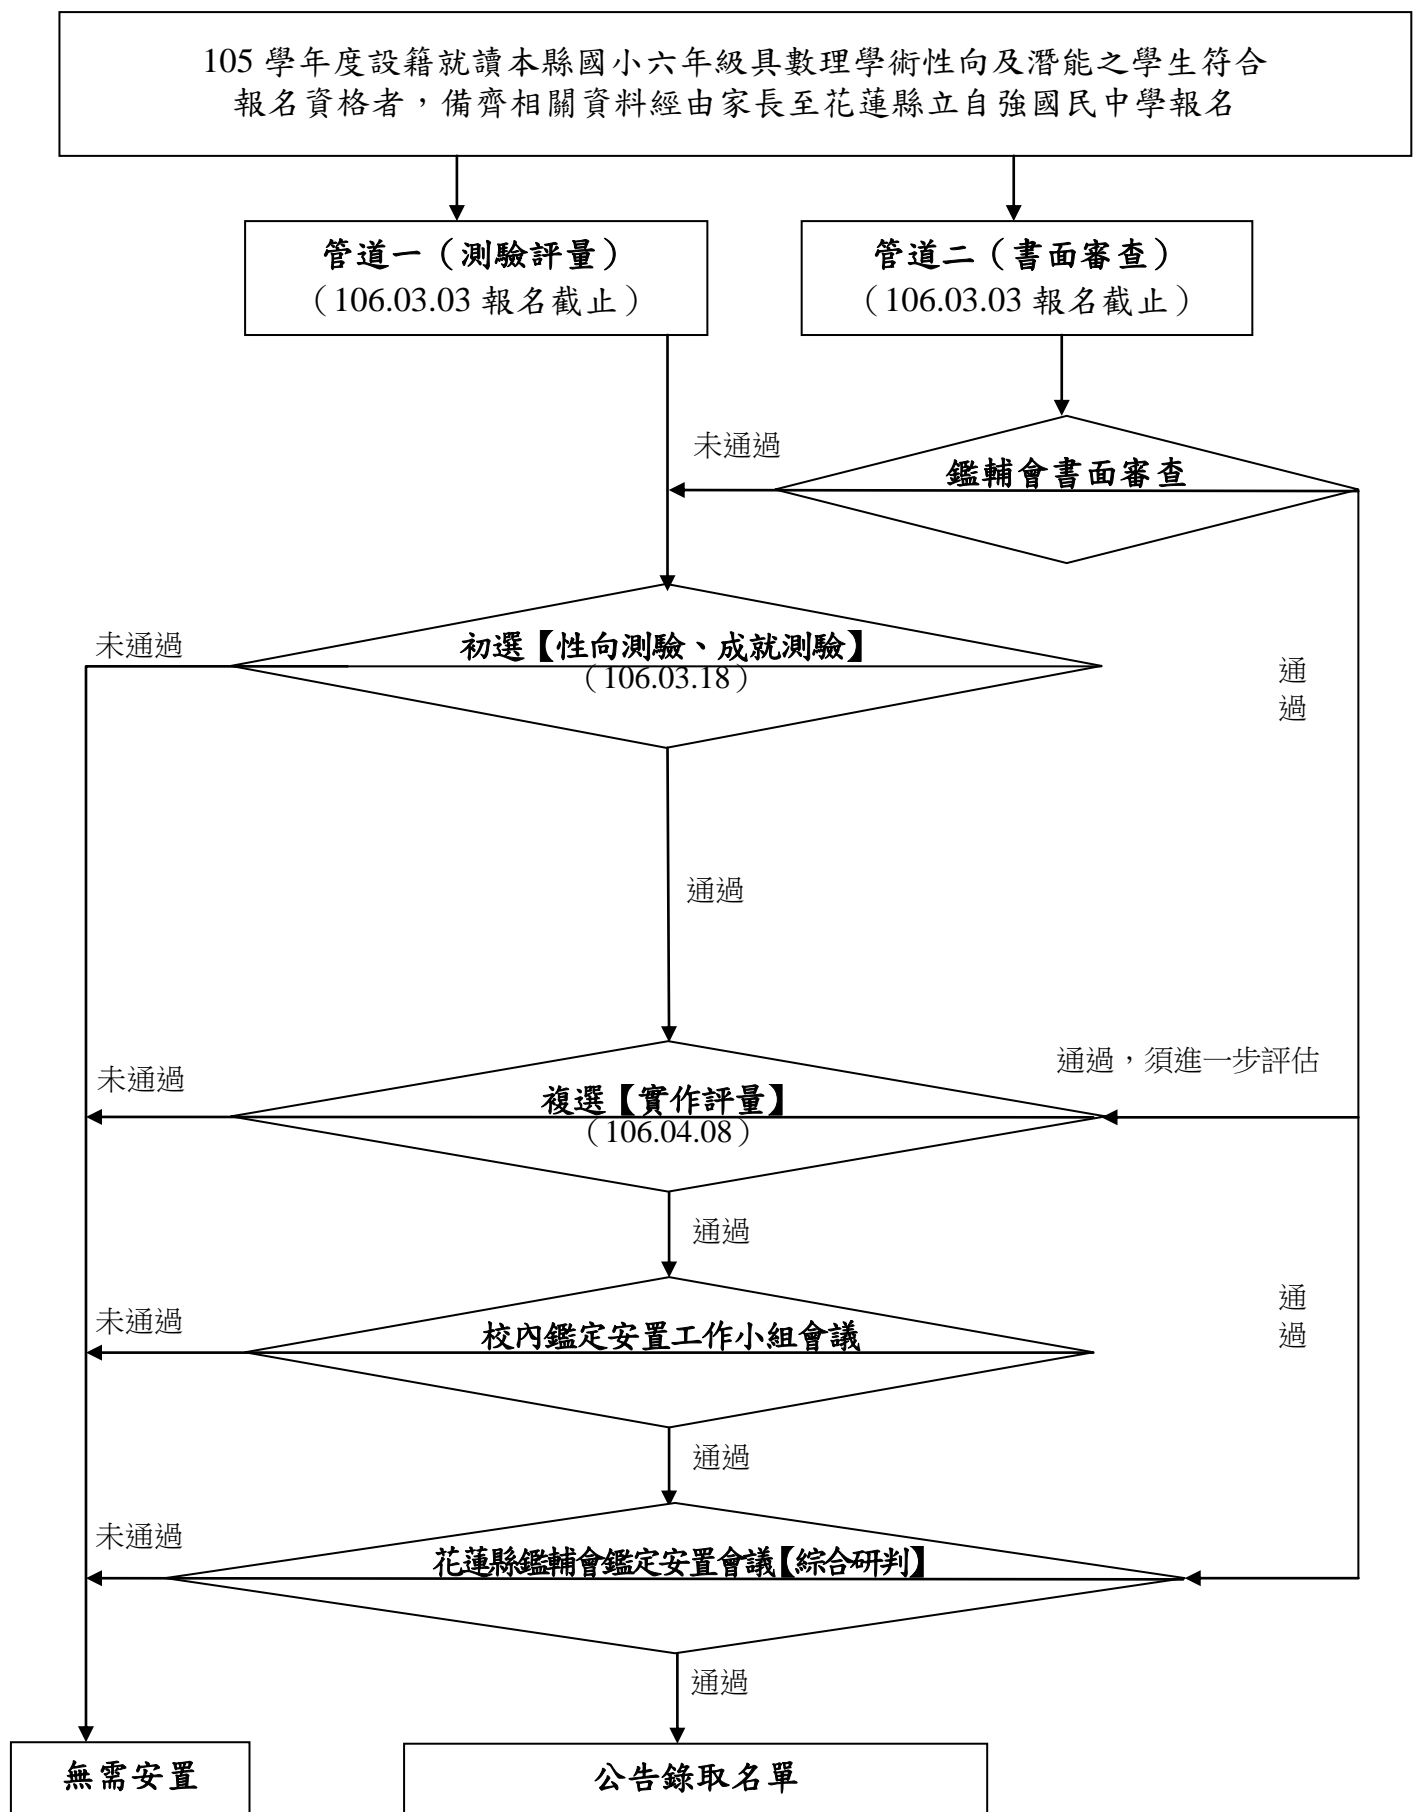 105 學年度設籍就讀本縣國小六年級具數理學術性向及潛能之學生符合
報名資格者，備齊相關資料經由家長至花蓮縣立自強國民中學報名
管道一（測驗評量）
（106.03.03 報名截止）
管道二（書面審查）
（106.03.03 報名截止）
未通過
鑑輔會書面審查
未通過
初選【性向測驗、成就測驗】
（106.03.18）
通
過
通過
通過，須進一步評估
未通過
複選【實作評量】
（106.04.08）
通過
通
過
未通過
校內鑑定安置工作小組會議
通過
未通過
花蓮縣鑑輔會鑑定安置會議【綜合研判】
通過
無需安置
公告錄取名單